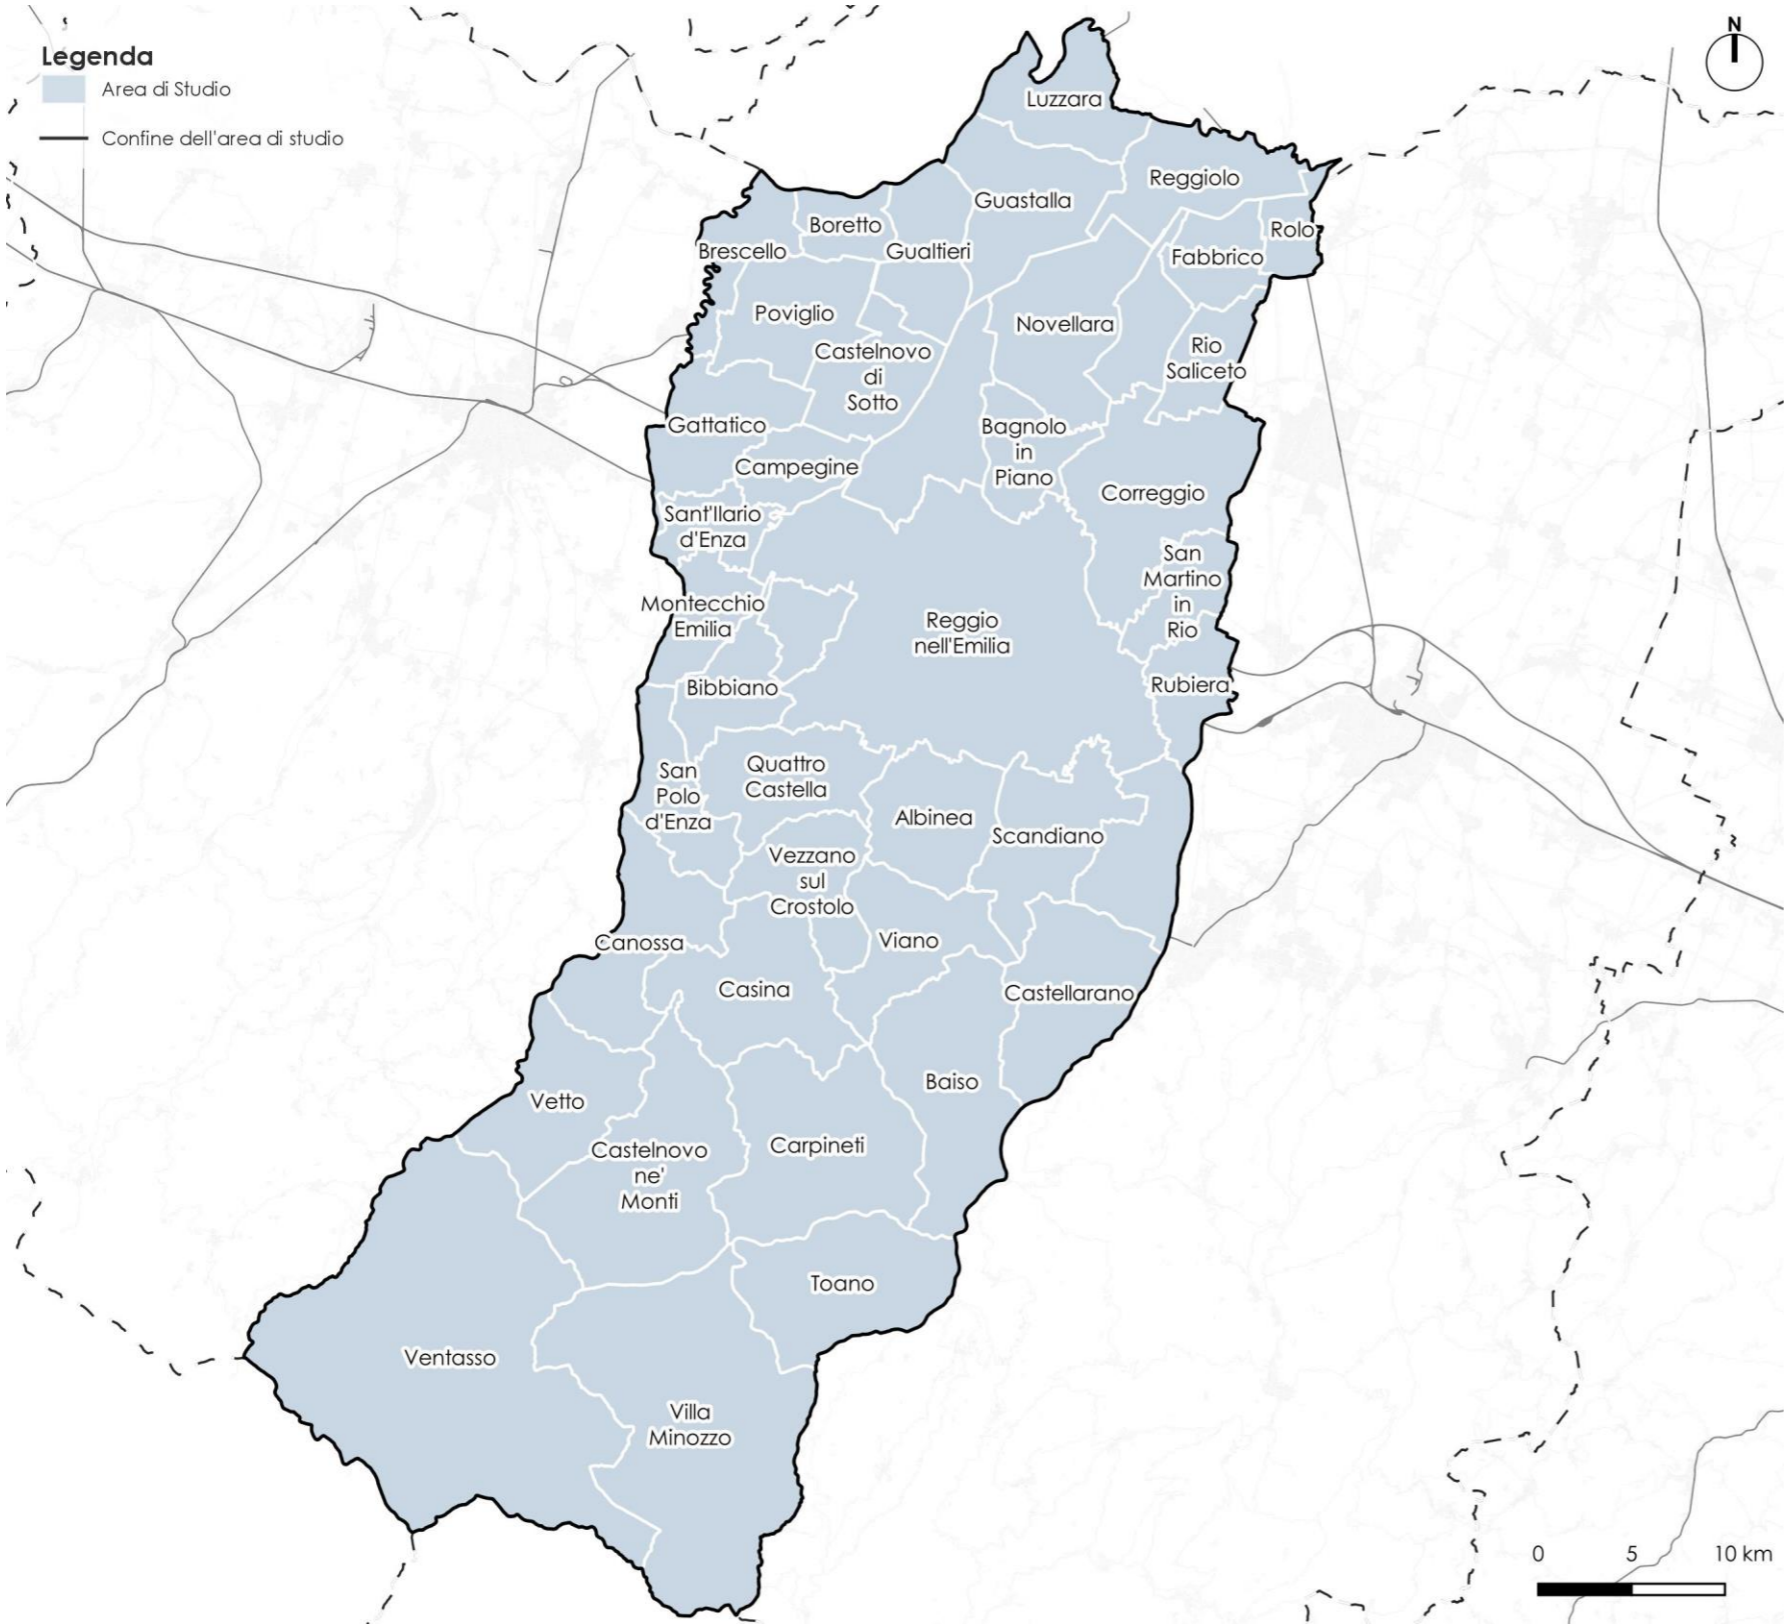 Legenda
Area di Studio
Confine dell'area di studio
N
Luzzara
Reggiolo
Guastalla
Boretto
Rolo
Brescello
Gualtieri
Fabbrico
Poviglio
Novellara
Castelnovo
di
Sotto
Rio
Saliceto
Gattatico
Bagnolo
in
Piano
Campegine
Correggio
Sant'Ilario
d'Enza
San
Martino
in
Rio
Montecchio
Emilia
Reggio
nell'Emilia
Bibbiano
Rubiera
San
Polo
d'Enza
Quattro
Castella
Albinea
Scandiano
Vezzano
sul
Crostolo
Canossa
Viano
Casina
Castellarano
Vetto
Baiso
Castelnovo
ne'
Monti
Carpineti
Toano
Ventasso
Villa
Minozzo
0 5 10 km